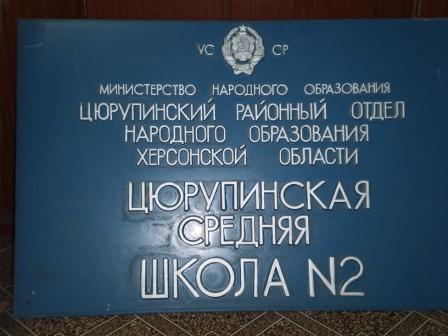 УС СР
МИНИСТЕРСТВО НАРОДНОГО ОБРАЗОВАНИЯ
ЦЮРУПИНСКИЙ РАЙОННЫЙ ОТДЕЛ
НАРОДНОГО ОБРАЗОВАНИЯ
ХЕРСОНСКОЙ ОБЛАСТИ
ЦЮРУПИНСКАЯ
СРЕДНЯЯ
ШКОЛА N2